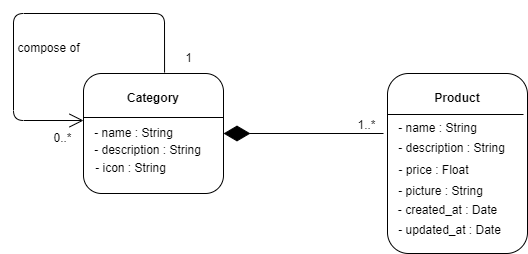 compose of
1
0..*
Category
- name : String
- description : String
- icon : String
1..*
Product
- name : String
- description : String
- price : Float
- picture : String
- created_at : Date
- updated_at : Date